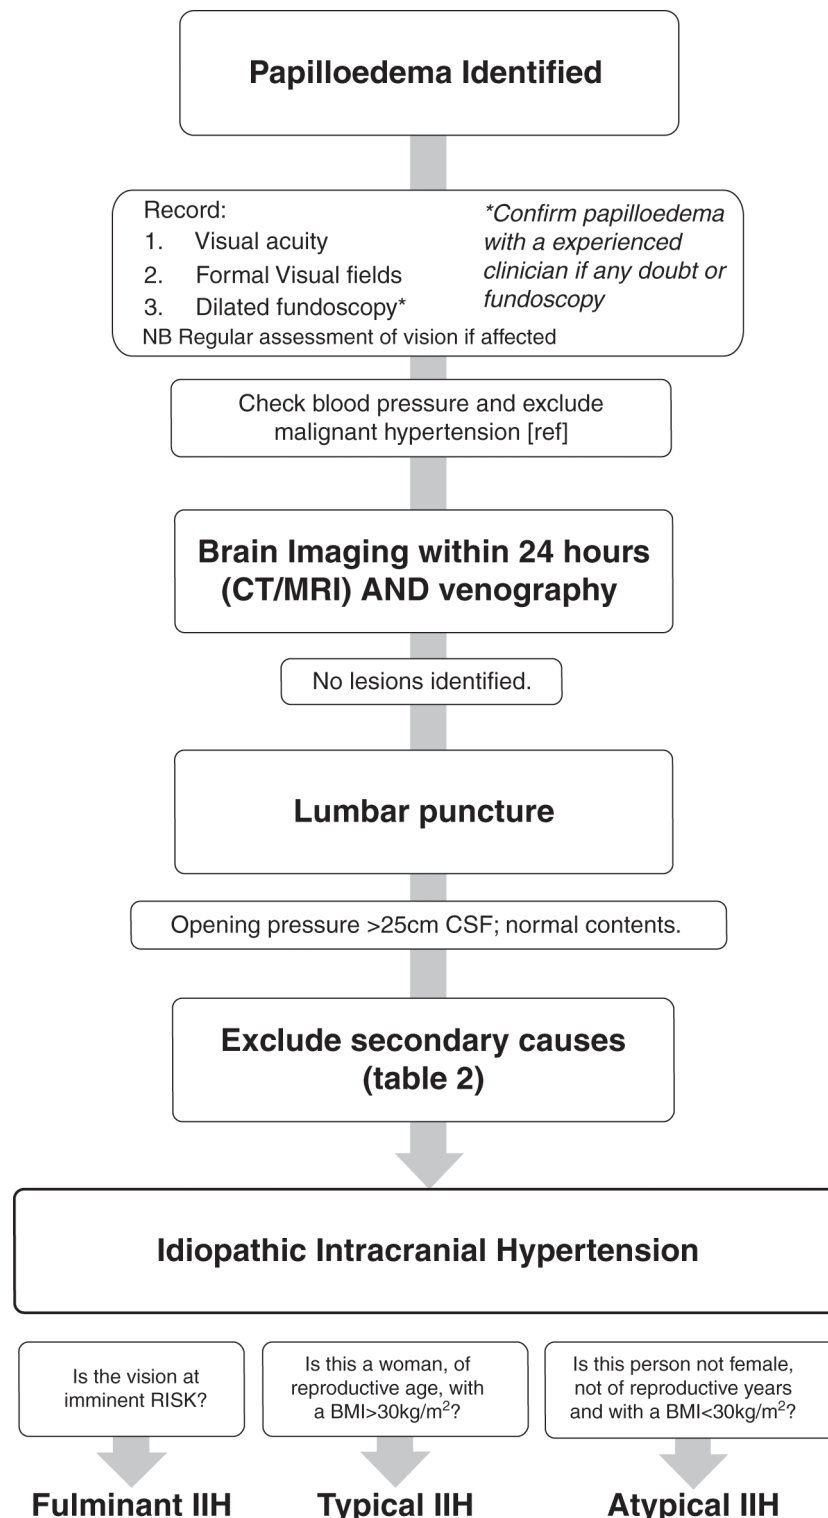 Papilloedema Identified
Record:
1. Visual acuity
2. Formal Visual fields
3. Dilated fundoscopy*
NB Regular assessment of vision if affected
*Confirm papilloedema
with a experienced
clinician if any doubt or
fundoscopy
Check blood pressure and exclude
malignant hypertension [ref]
Brain Imaging within 24 hours
(CT/MRI) AND venography
No lesions identified.
Lumbar puncture
Opening pressure >25cm CSF; normal contents.
Exclude secondary causes
(table 2)
Idiopathic Intracranial Hypertension
Is the vision at
imminent RISK?
Is this a woman, of
reproductive age, with
a BMI>30kg/m²?
Is this person not female,
not of reproductive years
and with a BMI<30kg/m²?
Fulminant IIH
Typical IIH
Atypical IIH